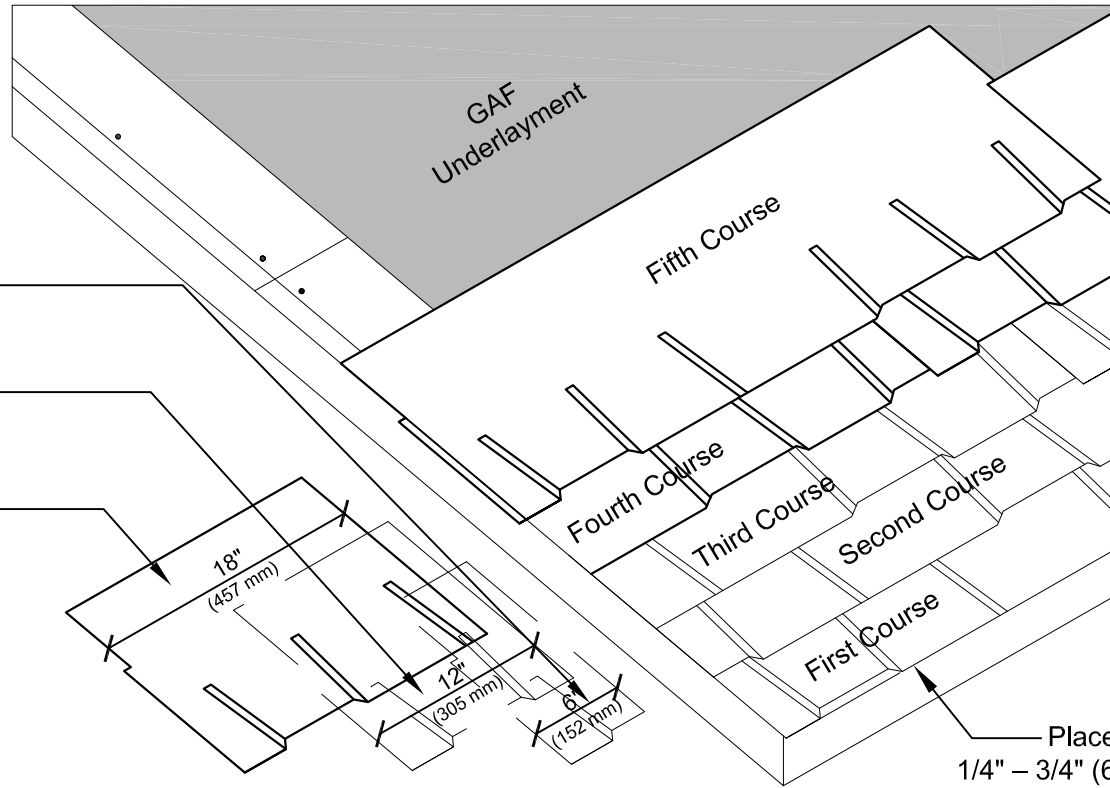 GAF
Underlayment
Fifth Course
Fourth Course
Third Course
Second Course
First Course
18"
(457 mm)
12"
(305 mm)
6"
(152 mm)
Place
1/4" – 3/4" (6